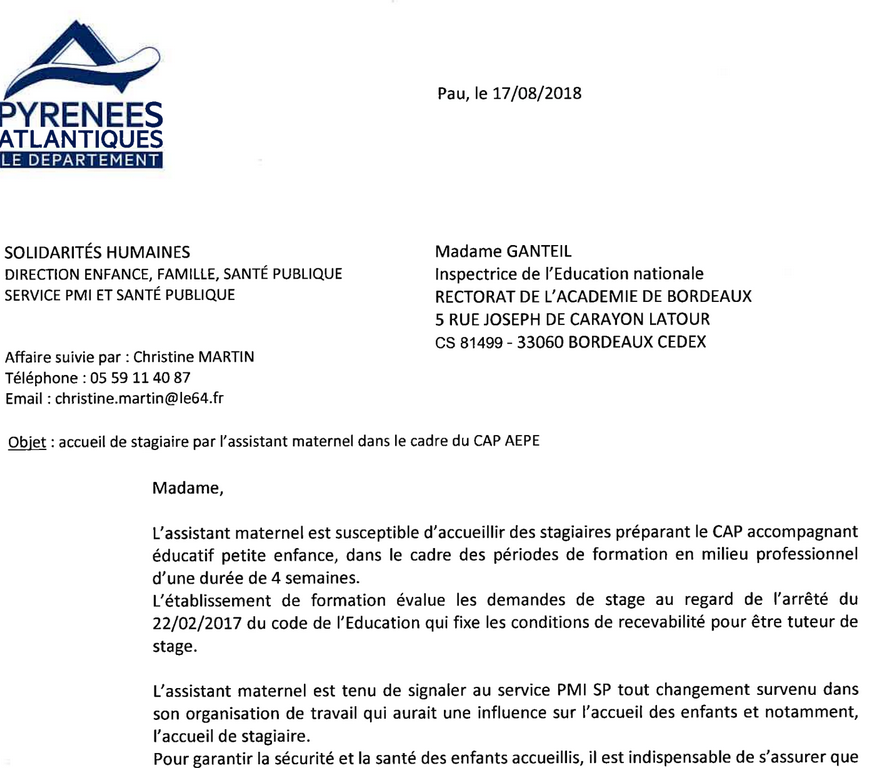 PYRENEES
ATLANTIQUES
LE DEPARTEMENT
Pau, le 17/08/2018
SOLIDARITÉS HUMAINES
DIRECTION ENFANCE, FAMILLE, SANTÉ PUBLIQUE
SERVICE PMI ET SANTÉ PUBLIQUE
Madame GANTEIL
Inspectrice de l'Education nationale
RECTORAT DE L'ACADEMIE DE BORDEAUX
5 RUE JOSEPH DE CARAYON LATOUR
CS 81499 - 33060 BORDEAUX CEDEX
Affaire suivie par : Christine MARTIN
Téléphone : 05 59 11 40 87
Email : christine.martin@le64.fr
Objet : accueil de stagiaire par l'assistant maternel dans le cadre du CAP AEPE
Madame,
L'assistant maternel est susceptible d'accueillir des stagiaires préparant le CAP accompagnant
éducatif petite enfance, dans le cadre des périodes de formation en milieu professionnel
d'une durée de 4 semaines.
L'établissement de formation évalue les demandes de stage au regard de l'arrêté du
22/02/2017 du code de l'Education qui fixe les conditions de recevabilité pour être tuteur de
stage.
L'assistant maternel est tenu de signaler au service PMI SP tout changement survenu dans
son organisation de travail qui aurait une influence sur l'accueil des enfants et notamment,
l'accueil de stagiaire.
Pour garantir la sécurité et la santé des enfants accueillis, il est indispensable de s'assurer que